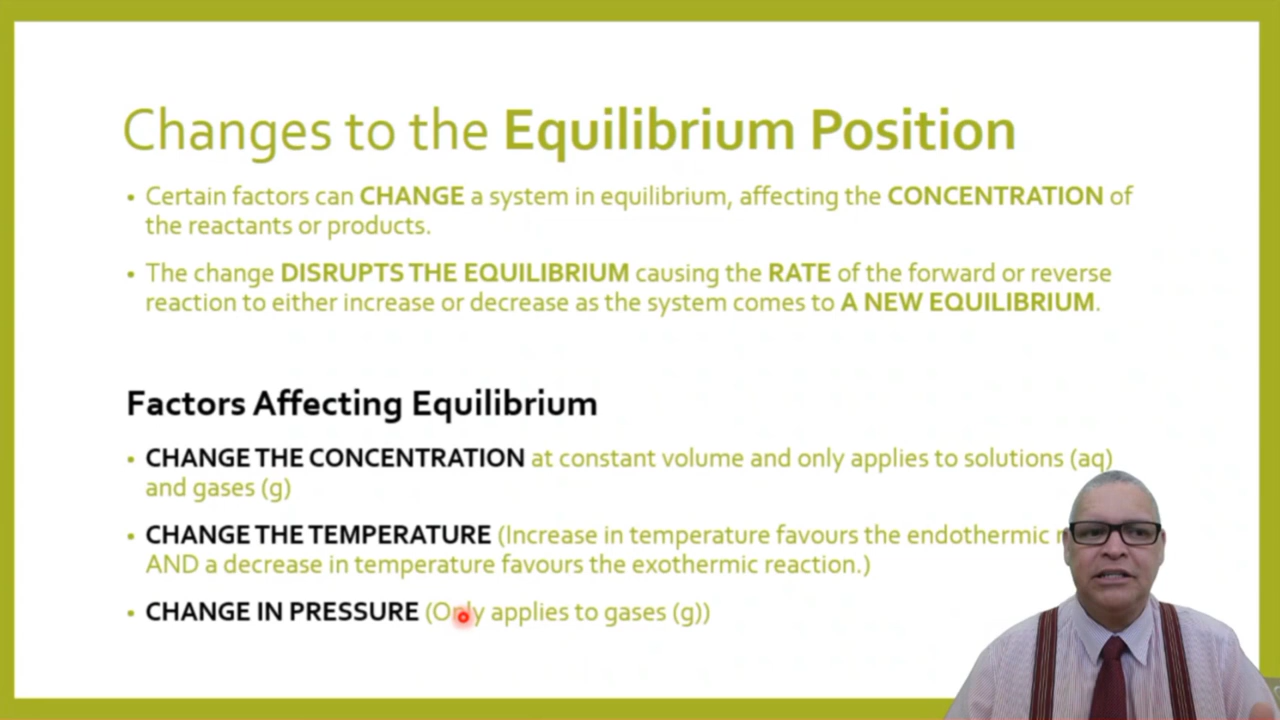 Changes to the Equilibrium Position
• Certain factors can CHANGE a system in equilibrium, affecting the CONCENTRATION of
the reactants or products.
• The change DISRUPTS THE EQUILIBRIUM causing the RATE of the forward or reverse
reaction to either increase or decrease as the system comes to A NEW EQUILIBRIUM.
Factors Affecting Equilibrium
• CHANGE THE CONCENTRATION at constant volume and only applies to solutions (aq)
and gases (g)
• CHANGE THE TEMPERATURE (Increase in temperature favours the endothermic
AND a decrease in temperature favours the exothermic reaction.)
• CHANGE IN PRESSURE (Only applies to gases (g))